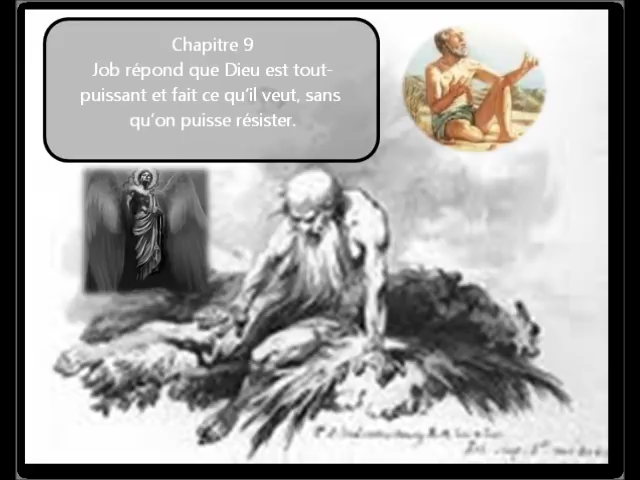 Chapitre 9
Job répond que Dieu est tout-
puissant et fait ce qu'il veut, sans
qu'on puisse résister.